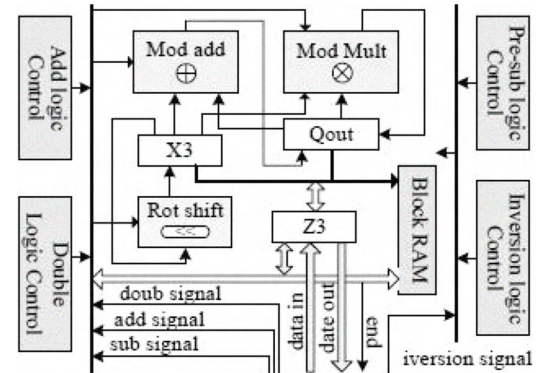 Add logic
Control
Mod add
⊕
Mod Mult
⊗
Pre-sub logic
Control
X3
Qout
Rot shift
<<
Z3
Block RAM
Double
Logic Control
Inversion logic
Control
doub signal
add signal
sub signal
data in
date out
end
iversion signal